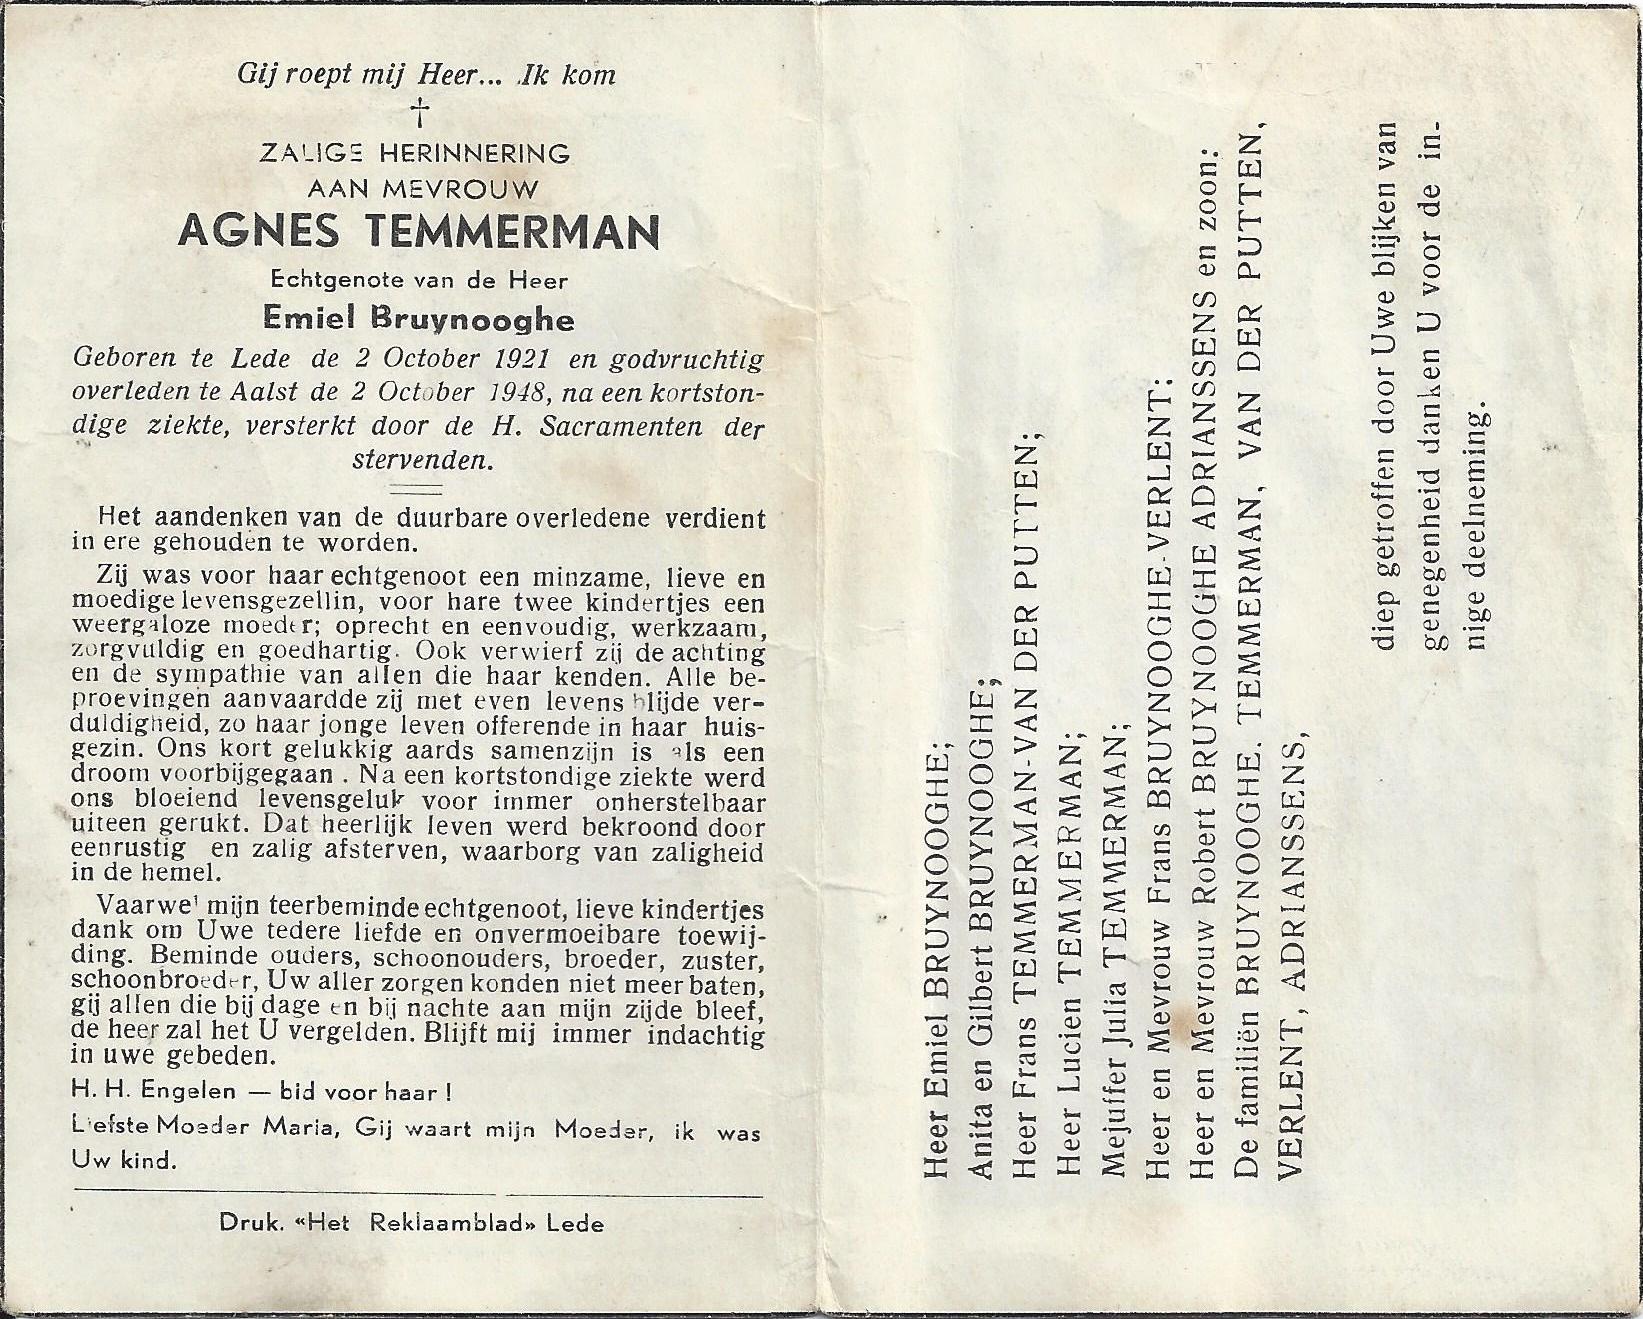 Gij roept mij Heer... Ik kom
†
ZALIGE HERINNERING
AAN MEVROUW
AGNES TEMMERMAN
Echtgenote van de Heer
Emiel Bruynooghe
Geboren te Lede de 2 October 1921 en godvruchtig
overleden te Aalst de 2 October 1948, na een kortston-
dige ziekte, versterkt door de H. Sacramenten der
stervenden.
Het aandenken van de duurbare overledene verdient
in ere gehouden te worden.
Zij was voor haar echtgenoot een minzame, lieve en
moedige levensgezellin, voor hare twee kindertjes een
weergaloze moeder; oprecht en eenvoudig, werkzaam,
zorgvuldig en goedhartig. Ook verwierf zij de achting
en de sympathie van allen die haar kenden. Alle be-
proevingen aanvaardde zij met even levens blijde ver-
duldigheid, zo haar jonge leven offerende in haar huis-
gezin. Ons kort gelukkig aards samenzijn is als een
droom voorbijgegaan . Na een kortstondige ziekte werd
ons bloeiend levensgeluk voor immer onherstelbaar
uiteen gerukt. Dat heerlijk leven werd bekroond door
eenrustig en zalig afsterven, waarborg van zaligheid
in de hemel.
Vaarwel mijn teerbeminde echtgenoot, lieve kindertjes
dank om Uwe tedere liefde en onvermoeibare toewij-
ding. Beminde ouders, schoonouders, broeder, zuster,
schoonbroeder, Uw aller zorgen konden niet meer baten,
gij allen die bij dage en bij nachte aan mijn zijde bleef,
de heer zal het U vergelden. Blijft mij immer indachtig
in uwe gebeden.
H. H. Engelen — bid voor haar !
Liefste Moeder Maria, Gij waart mijn Moeder, ik was
Uw kind.
Druk. «Het Reklaamblad» Lede
Heer Emiel BRUYNOOGHE;
Anita en Gilbert BRUYNOOGHE;
Heer Frans TEMMERMAN-VAN DER PUTTEN;
Heer Lucien TEMMERMAN;
Mejuffer Julia TEMMERMAN;
Heer en Mevrouw Frans BRUYNOOGHE-VERLENT:
Heer en Mevrouw Robert BRUYNOOGHE ADRIANSSENS en zoon:
De familiën BRUYNOOGHE. TEMMERMAN, VAN DER PUTTEN,
VERLENT, ADRIANSSENS,
diep getroffen door Uwe blijken van
genegenheid danken U voor de in-
nige deelneming.